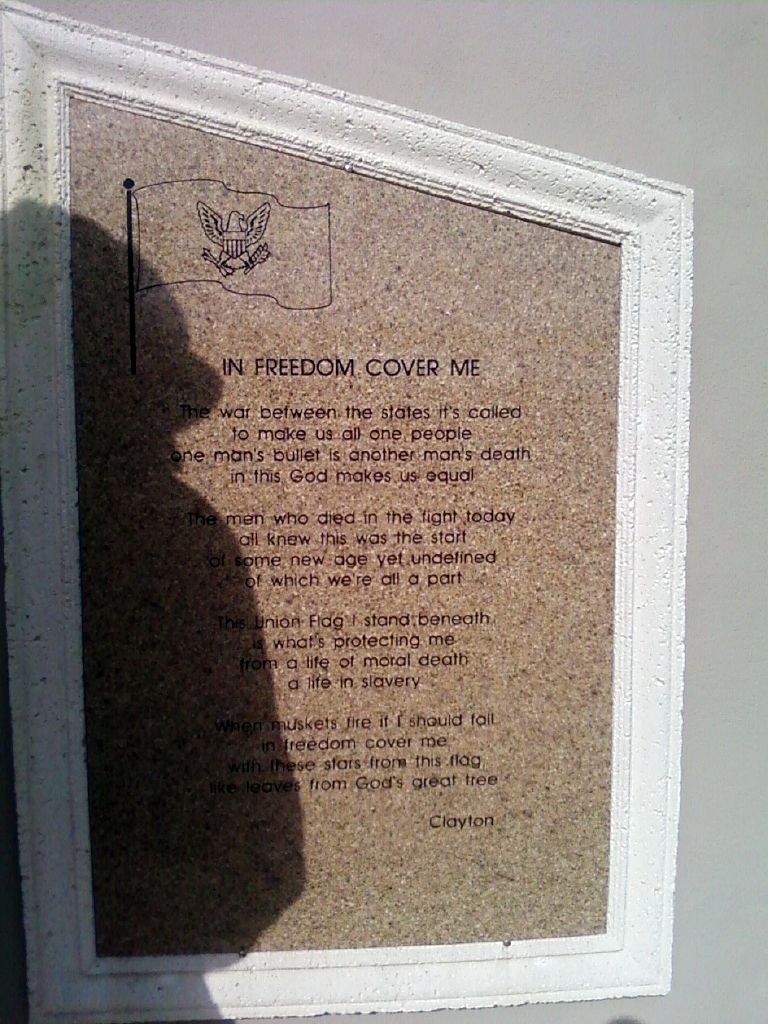 IN FREEDOM COVER ME
The war between the states it's called
to make us all one people
one man's bullet is another man's death
in this God makes us equal
The men who died in the fight today
all knew this was the start
of some new age yet undefined
of which we're all a part
This Union Flag I stand beneath
is what's protecting me
from a life of moral death
a life in slavery
When muskets fire if I should fall
in freedom cover me
with these stars from this flag
like leaves from God's great tree
Clayton